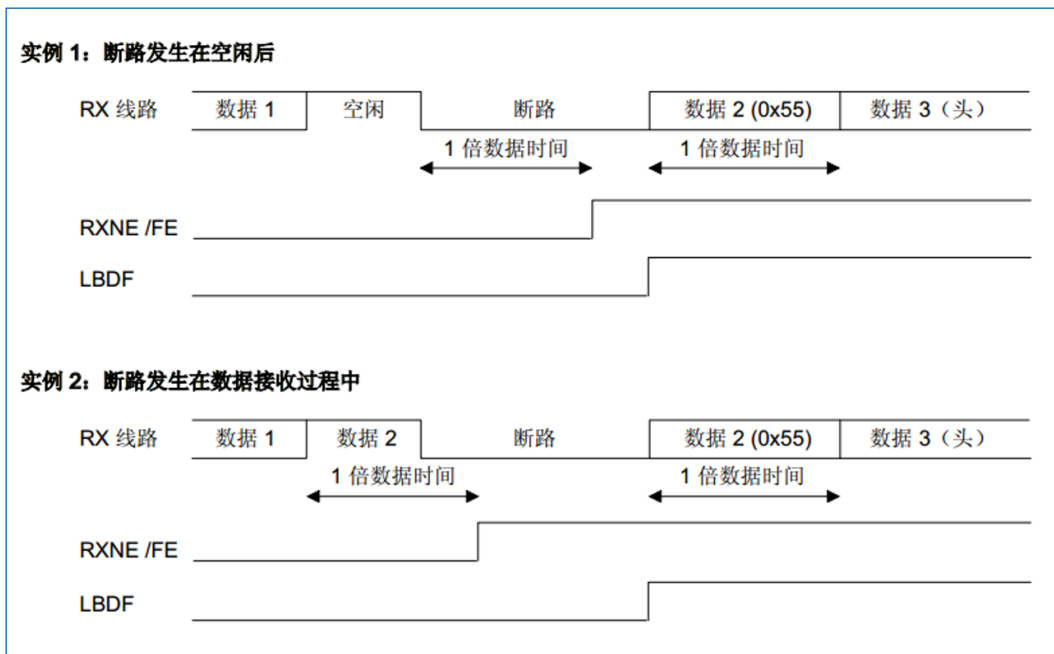 实例 1：断路发生在空闲后
RX 线路 数据 1 空闲 断路 数据 2 (0x55) 数据 3（头）
1 倍数据时间 1 倍数据时间
RXNE /FE
LBDF
实例 2：断路发生在数据接收过程中
RX 线路 数据 1 数据 2 断路 数据 2 (0x55) 数据 3（头）
1 倍数据时间 1 倍数据时间
RXNE /FE
LBDF